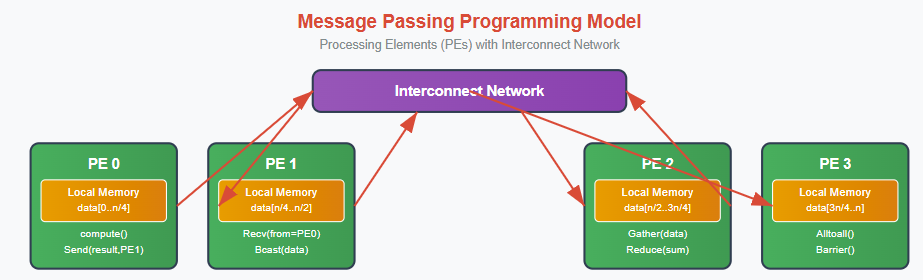 Message Passing Programming Model
Processing Elements (PEs) with Interconnect Network
Interconnect Network
PE 0
Local Memory
data[0..n/4]
compute()
Send(result,PE1)
PE 1
Local Memory
data[n/4..n/2]
Recv(from=PE0)
Bcast(data)
PE 2
Local Memory
data[n/2..3n/4]
Gather(data)
Reduce(sum)
PE 3
Local Memory
data[3n/4..n]
Alltoall()
Barrier()